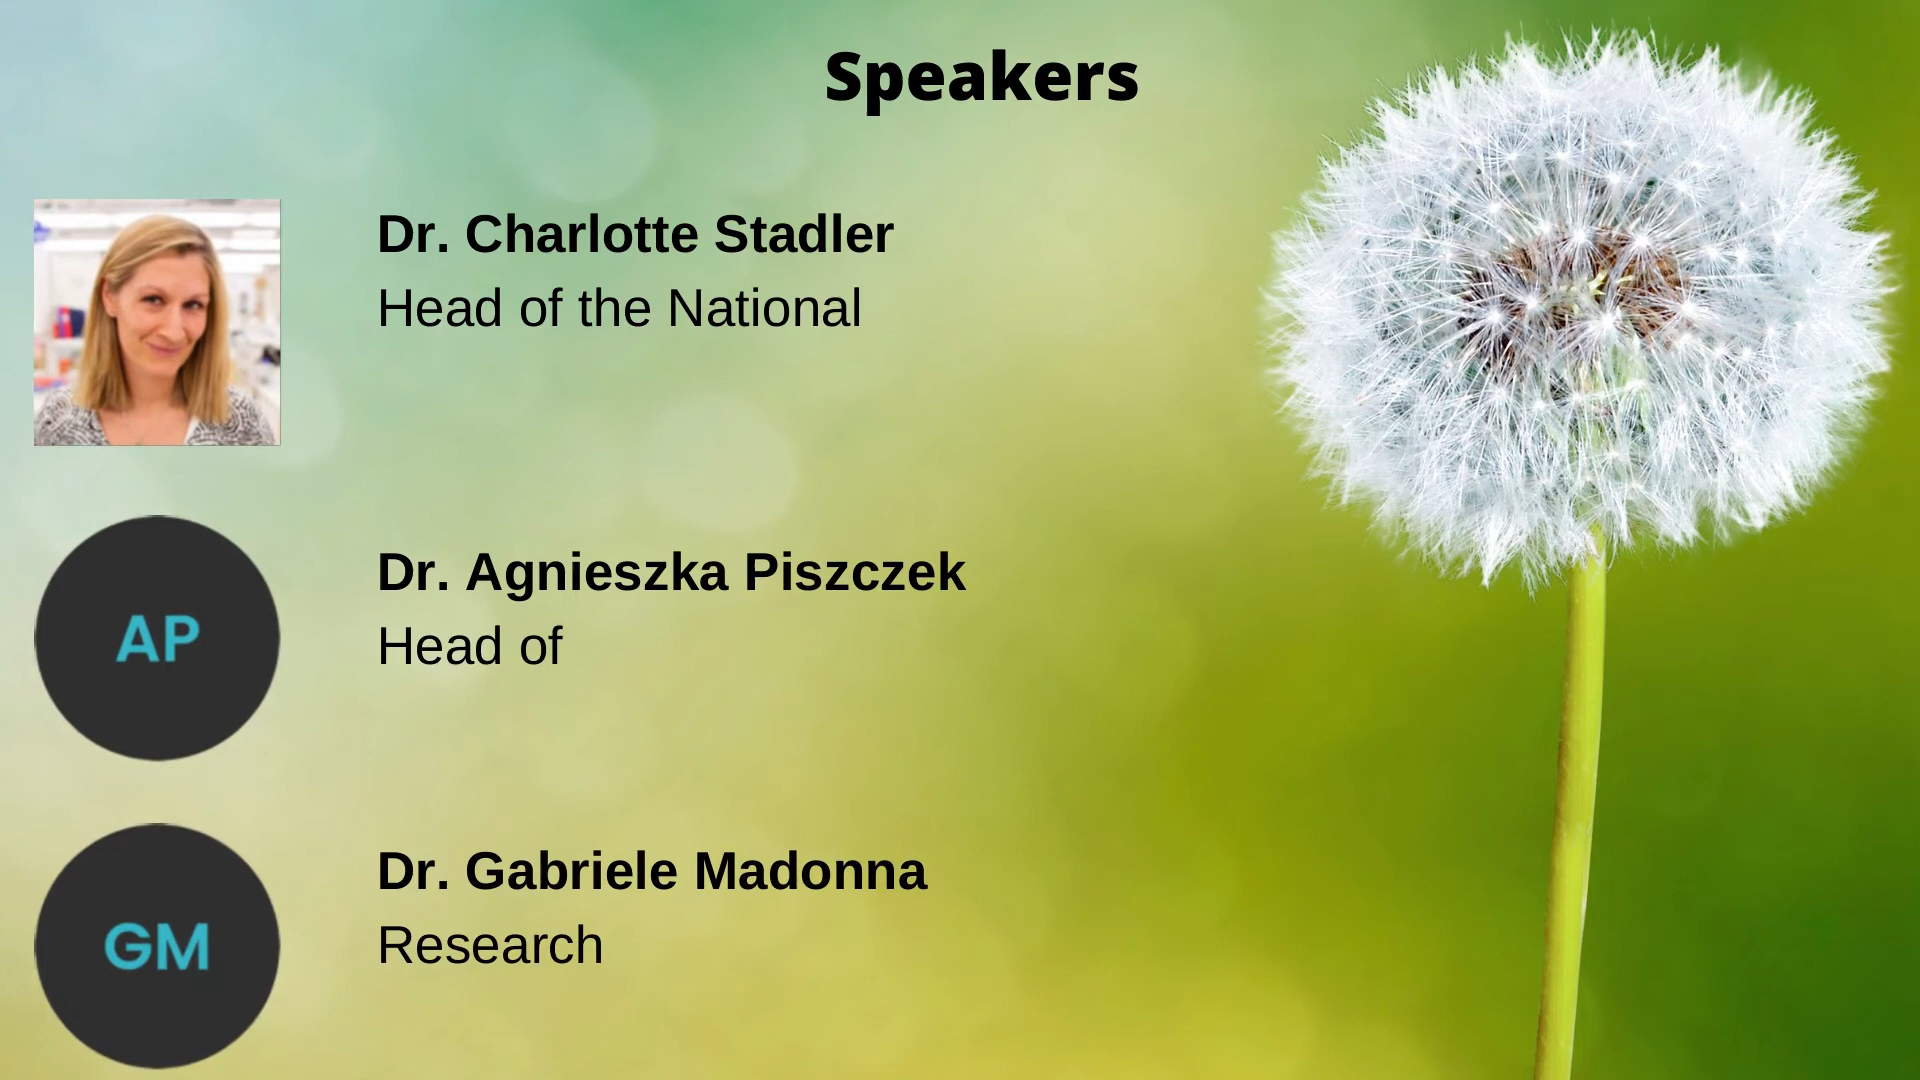 Speakers
Dr. Charlotte Stadler
Head of the National
AP
Dr. Agnieszka Piszczek
Head of
GM
Dr. Gabriele Madonna
Research